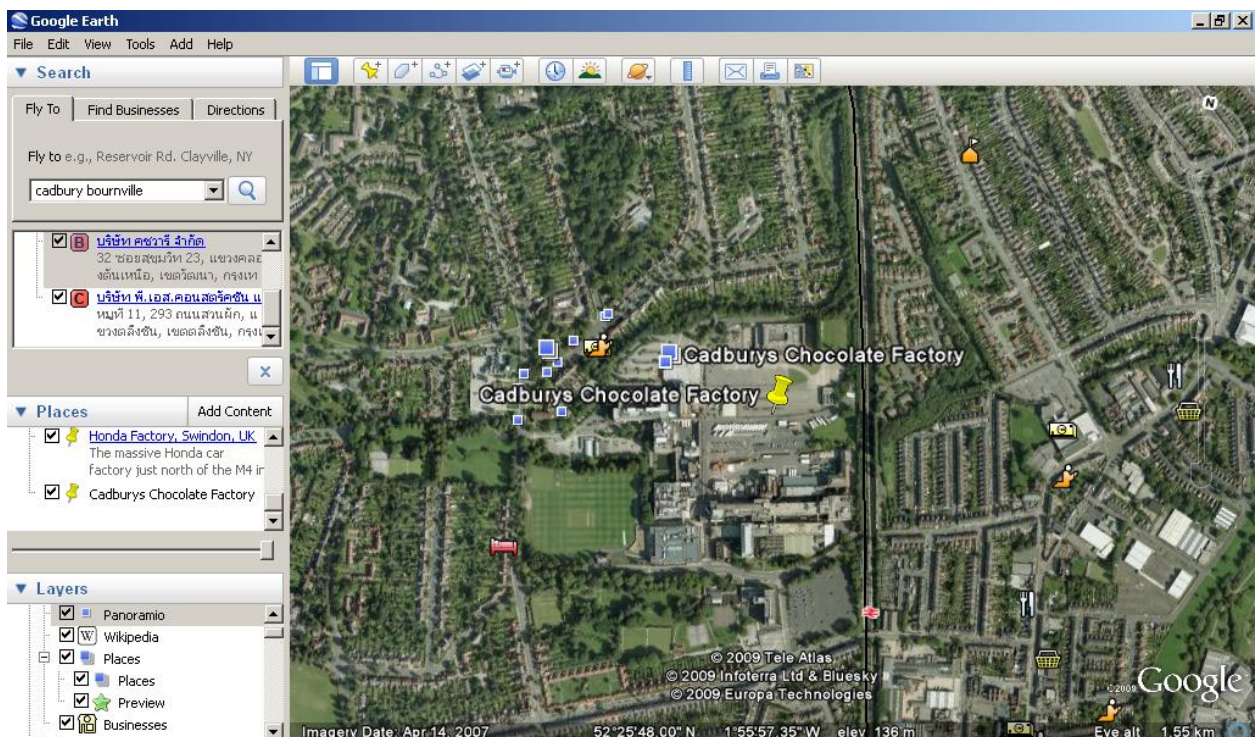 Google Earth
File Edit View Tools Add Help
Search
Fly To Find Businesses Directions
Fly to e.g., Reservoir Rd. Clayville, NY
cadbury bournville
B บริษัท คชวารี จำกัด
32 ซอยสุขุมวิท 23, แขวงคลอ
งตันเหนือ, เขตวัฒนา, กรุงเท
C บริษัท พี.เอส.คอนสตรัคชัน แ
หมู่ที่ 11, 293 ถนนสวนผัก, แ
ขวงตลิ่งชัน, เขตตลิ่งชัน, กรุงเ
Places Add Content
Honda Factory, Swindon, UK
The massive Honda car
factory just north of the M4 in
Cadburys Chocolate Factory
Layers
Panoramio
W Wikipedia
Places
Places
Preview
Businesses
N
Cadburys Chocolate Factory
Cadburys Chocolate Factory
© 2009 Tele Atlas
© 2009 Infoterra Ltd & Bluesky
© 2009 Europa Technologies
©2009 Google
Imagery Date: Apr 14, 2007 52°25'48.00" N 1°55'57.35" W elev 136 m Eye alt 1.55 km